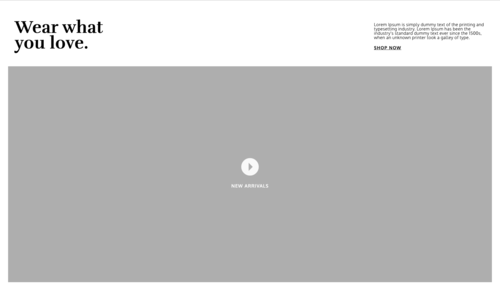 Wear what
you love.
Lorem Ipsum is simply dummy text of the printing and
typesetting industry. Lorem Ipsum has been the
industry's standard dummy text ever since the 1500s,
when an unknown printer took a galley of type.
SHOP NOW
NEW ARRIVALS